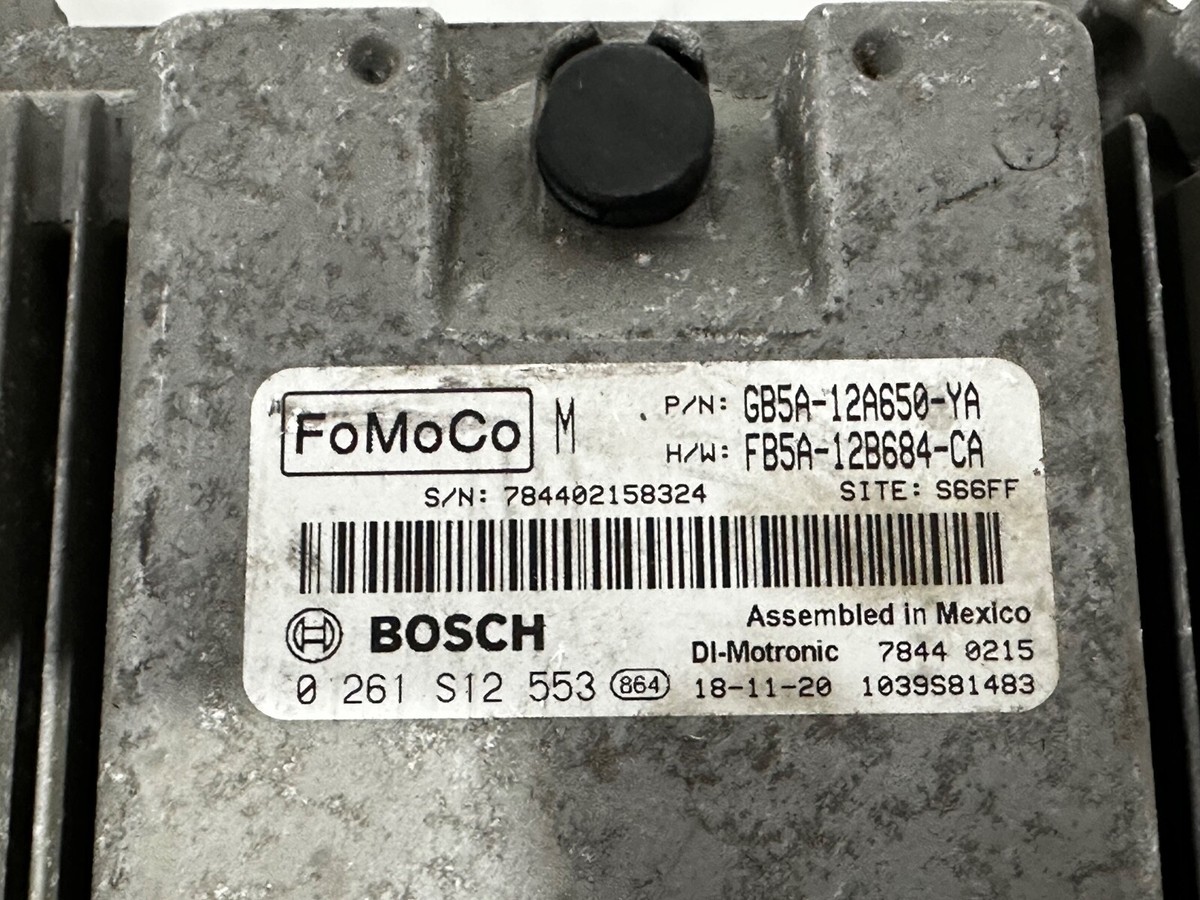 FoMoCo M P/N: GB5A-12A650-YA
H/W: FB5A-12B684-CA
S/N: 784402158324 SITE: S66FF
BOSCH Assembled in Mexico
DI-Motronic 7844 0215
0 261 S12 553 864 18-11-20 1039S81483